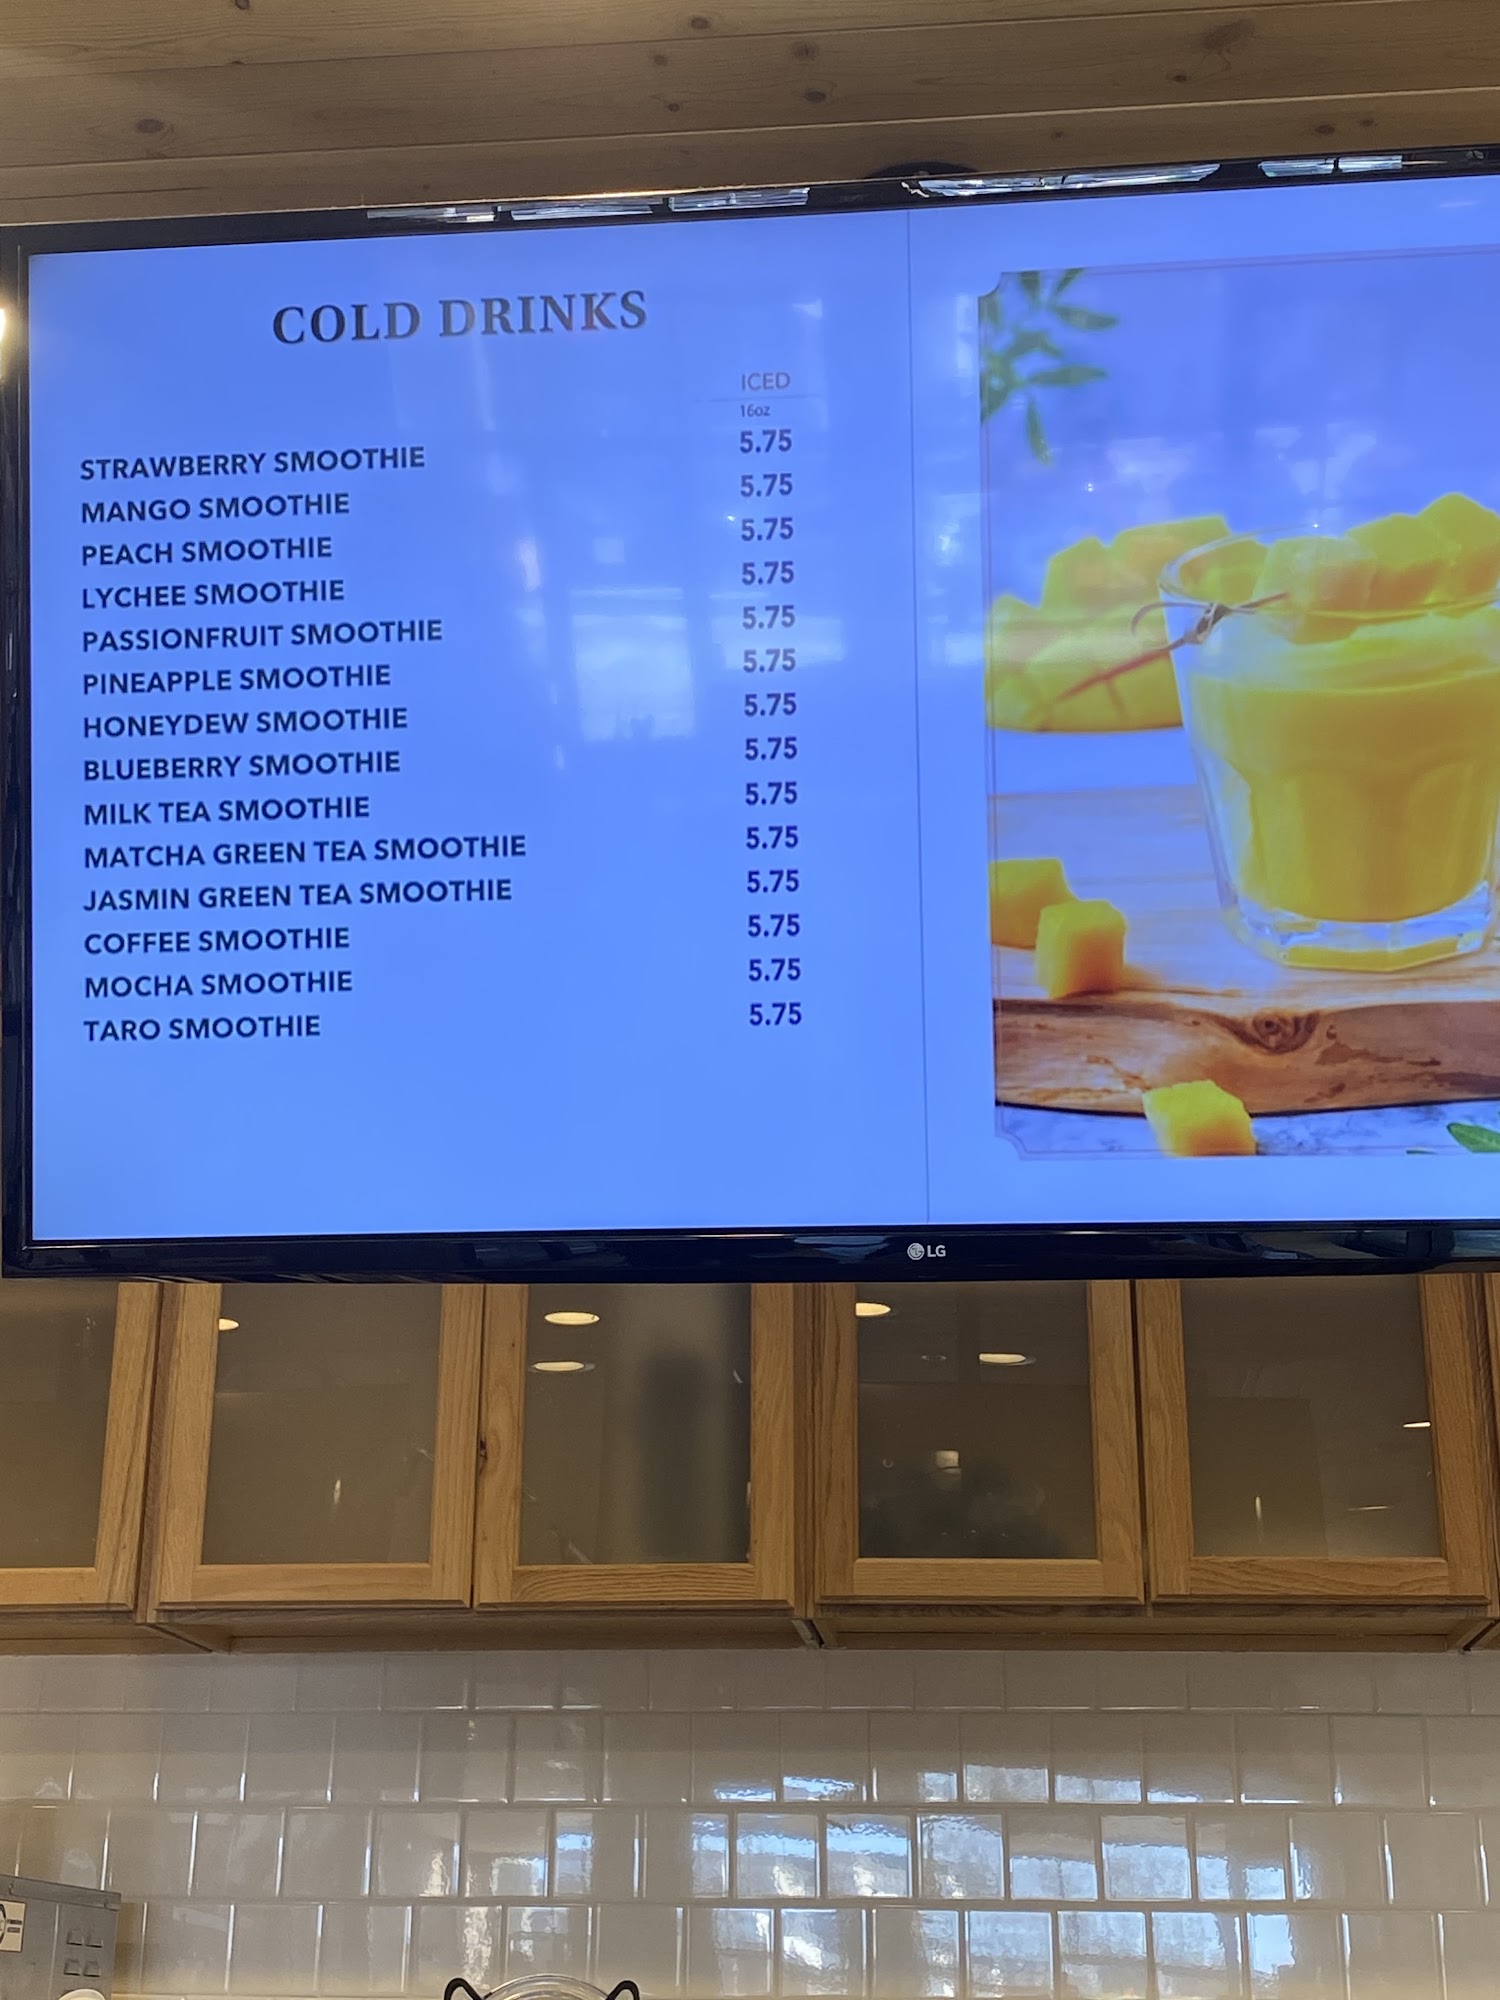 COLD DRINKS
ICED
16oz
STRAWBERRY SMOOTHIE 5.75
MANGO SMOOTHIE 5.75
PEACH SMOOTHIE 5.75
LYCHEE SMOOTHIE 5.75
PASSIONFRUIT SMOOTHIE 5.75
PINEAPPLE SMOOTHIE 5.75
HONEYDEW SMOOTHIE 5.75
BLUEBERRY SMOOTHIE 5.75
MILK TEA SMOOTHIE 5.75
MATCHA GREEN TEA SMOOTHIE 5.75
JASMIN GREEN TEA SMOOTHIE 5.75
COFFEE SMOOTHIE 5.75
MOCHA SMOOTHIE 5.75
TARO SMOOTHIE 5.75
LG